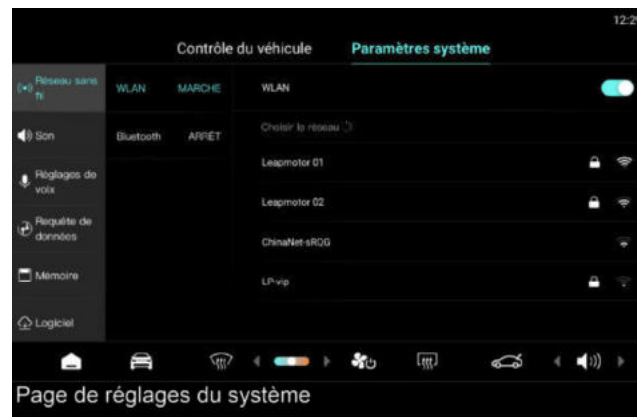 12:29
Contrôle du véhicule
Paramètres système
Réseau sans
fil
WLAN
MARCHE
WLAN
Son
Bluetooth
ARRÊT
Choisir le réseau
Réglages de
voix
Leapmotor 01
Leapmotor 02
Requête de
données
ChinaNet-sRQG
Mémoire
LP-vip
Logiciel
Page de réglages du système